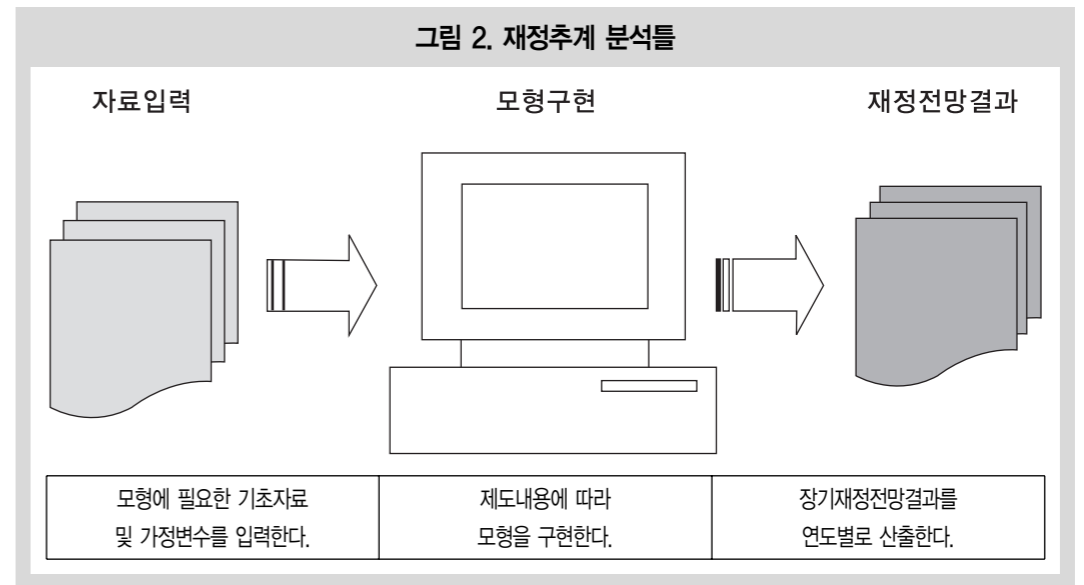 그림 2. 재정추계 분석틀
자료입력
모형구현
재정전망결과
모형에 필요한 기초자료
및 가정변수를 입력한다.
제도내용에 따라
모형을 구현한다.
장기재정전망결과를
연도별로 산출한다.